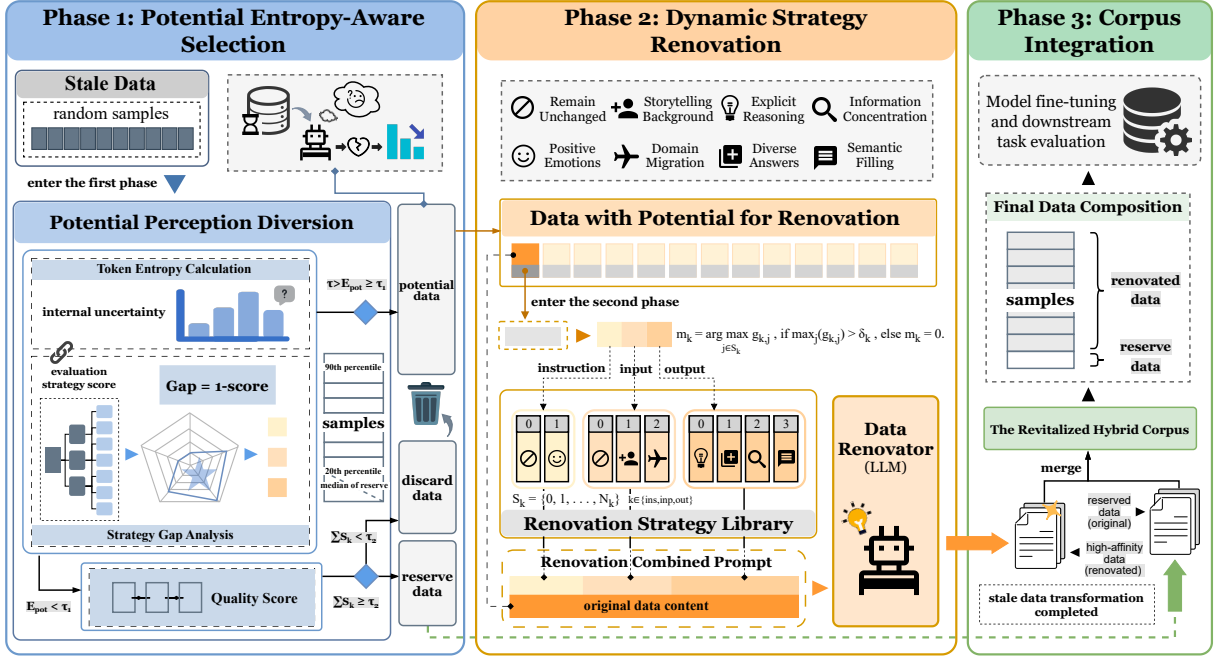 Phase 1: Potential Entropy-Aware
Selection
Stale Data
random samples
enter the first phase
Potential Perception Diversion
Token Entropy Calculation
internal uncertainty
?
τ>E_pot ≥ τ₁
evaluation
strategy score
Gap = 1-score
Strategy Gap Analysis
90th percentile
samples
20th percentile
median of reserve
E_pot < τ₁
Quality Score
∑S_k < τ₂
∑S_k ≥ τ₂
potential
data
discard
data
reserve
data
Phase 2: Dynamic Strategy
Renovation
Remain
Unchanged
Storytelling
Background
Explicit
Reasoning
Information
Concentration
Positive
Emotions
Domain
Migration
Diverse
Answers
Semantic
Filling
Data with Potential for Renovation
enter the second phase
m_k = arg max g_k,j , if max_j(g_k,j) > δ_k , else m_k = 0.
j∈S_k
instruction
input
output
0
1
0
1
2
0
1
2
3
S_k = {0, 1, . . . , N_k} k∈{ins,inp,out}
Renovation Strategy Library
Renovation Combined Prompt
original data content
Data
Renovator
(LLM)
Phase 3: Corpus
Integration
Model fine-tuning
and downstream
task evaluation
Final Data Composition
samples
renovated
data
reserve
data
The Revitalized Hybrid Corpus
merge
reserved
data
(original)
high-affinity
data
(renovated)
stale data transformation
completed